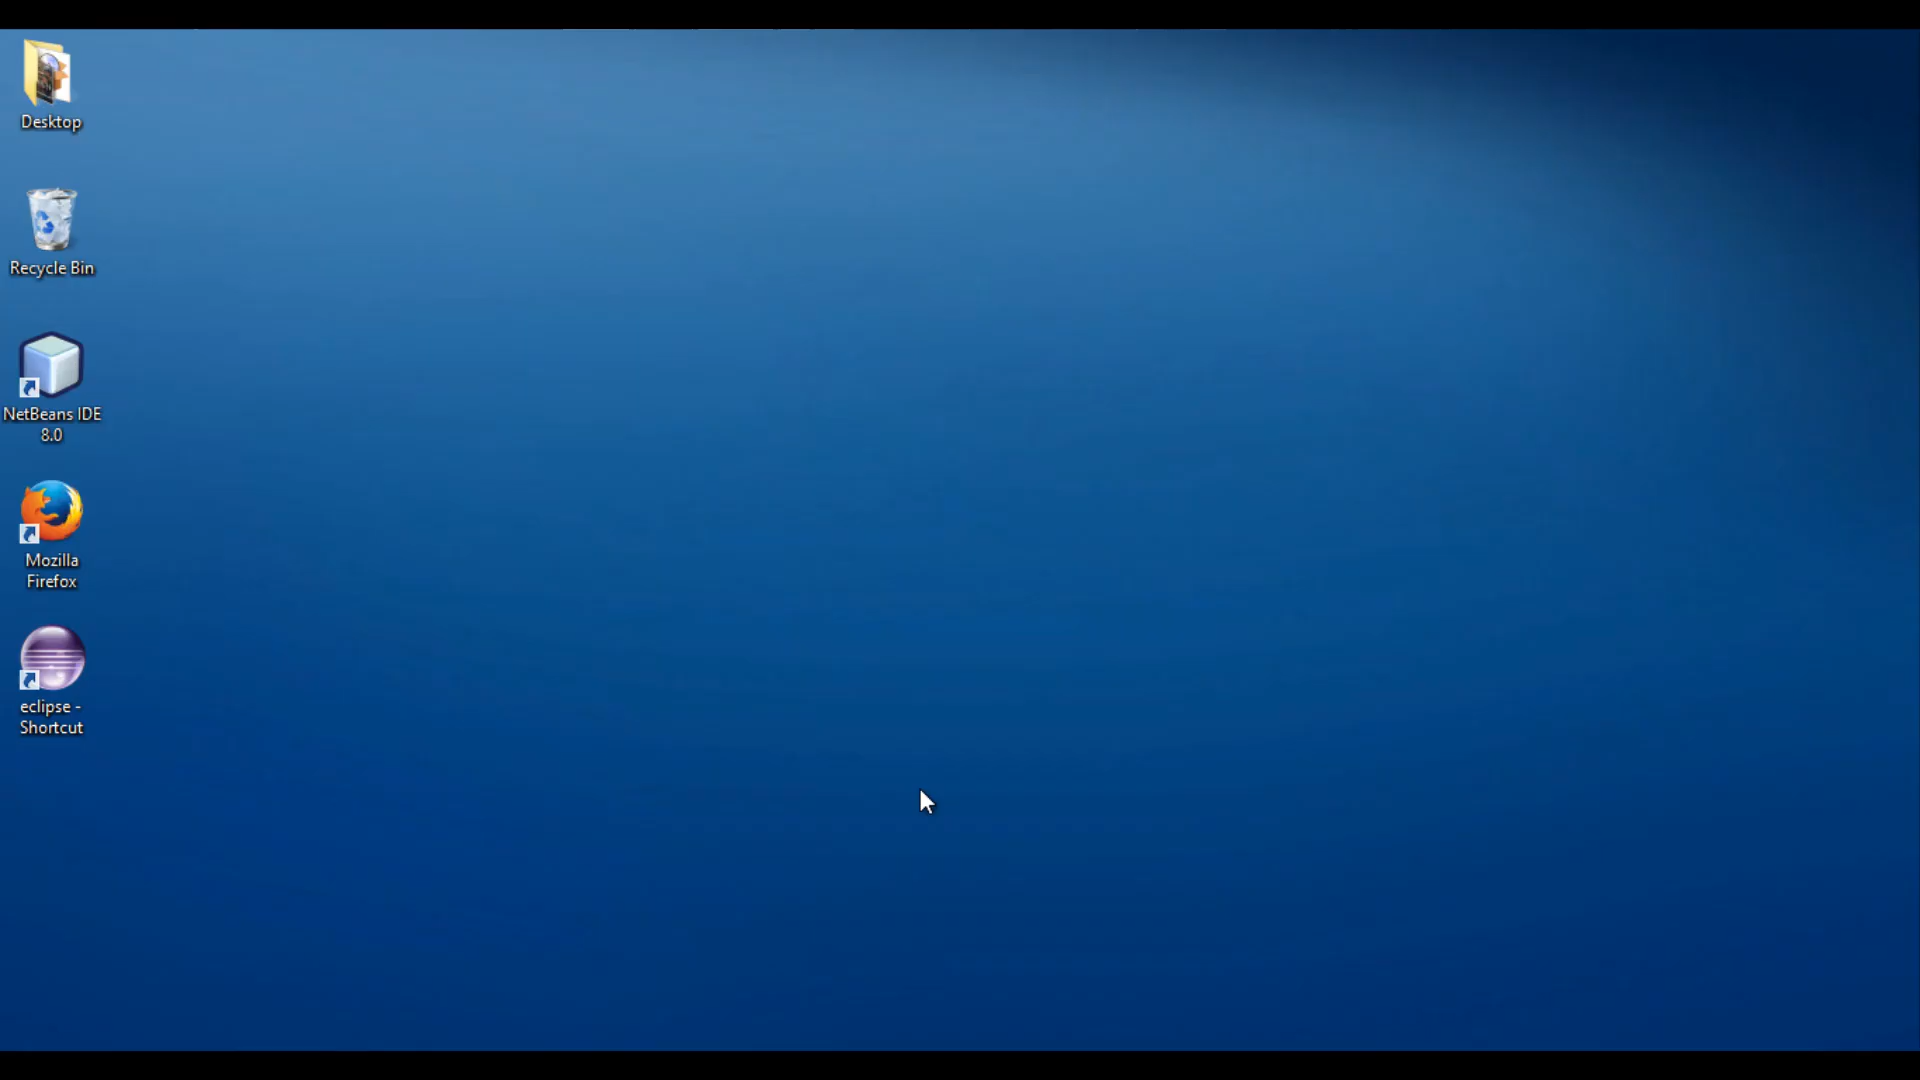 Desktop
Recycle Bin
NetBeans IDE
8.0
Mozilla
Firefox
eclipse -
Shortcut